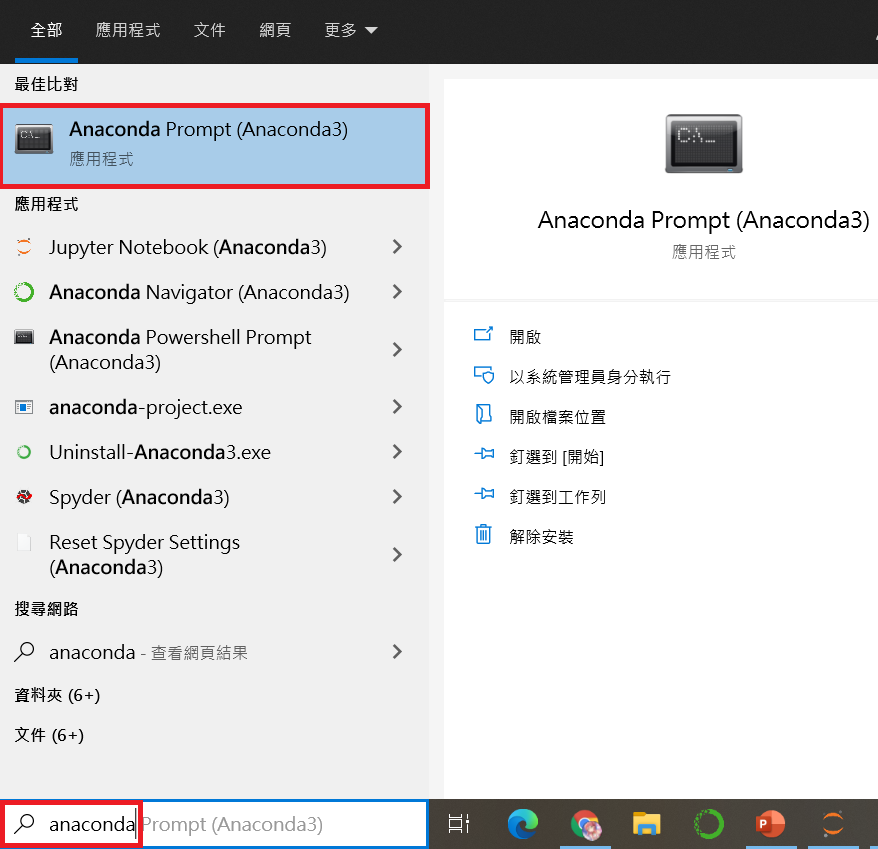 全部 應用程式 文件 網頁 更多
最佳比對
Anaconda Prompt (Anaconda3)
應用程式
應用程式
Jupyter Notebook (Anaconda3)
Anaconda Navigator (Anaconda3)
Anaconda Powershell Prompt
(Anaconda3)
anaconda-project.exe
Uninstall-Anaconda3.exe
Spyder (Anaconda3)
Reset Spyder Settings
(Anaconda3)
搜尋網路
anaconda - 查看網頁結果
資料夾 (6+)
文件 (6+)
Anaconda Prompt (Anaconda3)
應用程式
開啟
以系統管理員身分執行
開啟檔案位置
釘選到 [開始]
釘選到工作列
解除安裝
anaconda Prompt (Anaconda3)